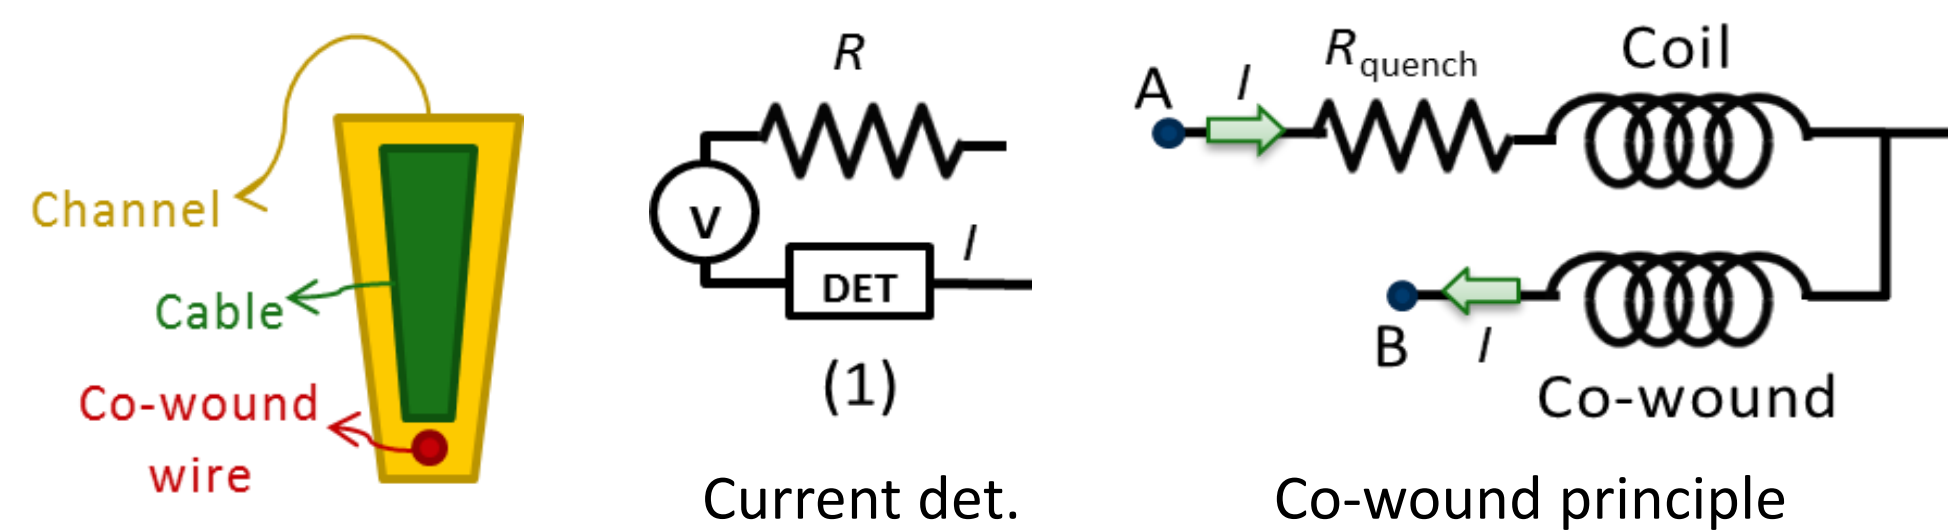 Channel
Cable
Co-wound
wire
R
V
DET
I
(1)
Current det.
A
I
Rquench
Coil
B
I
Co-wound
Co-wound principle